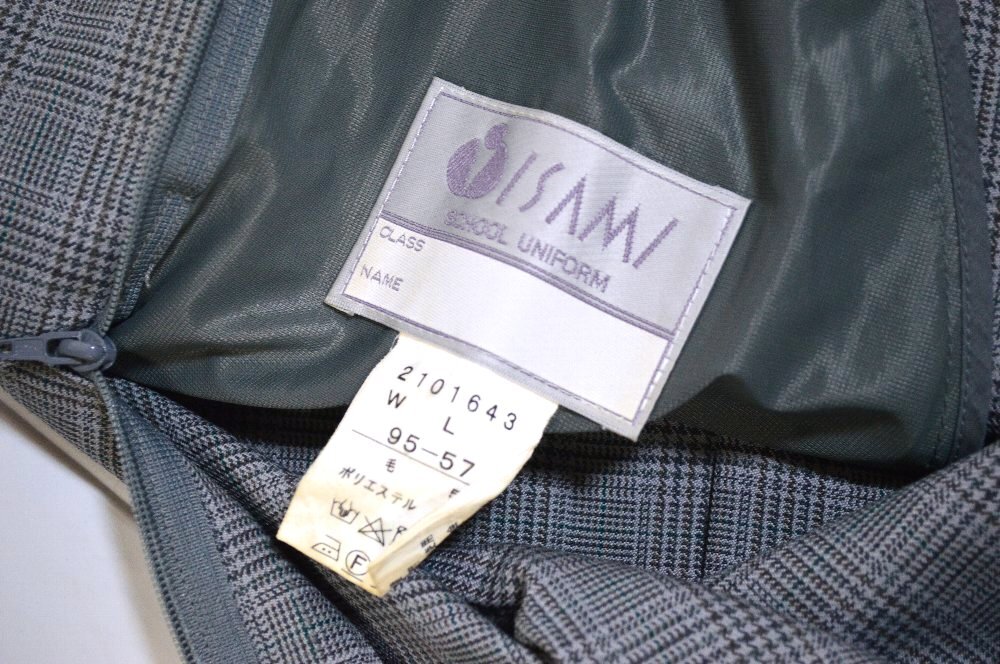 ISAMI
SCHOOL UNIFORM
CLASS
NAME
2101643
W L
95-57
毛
ポリエステル
F